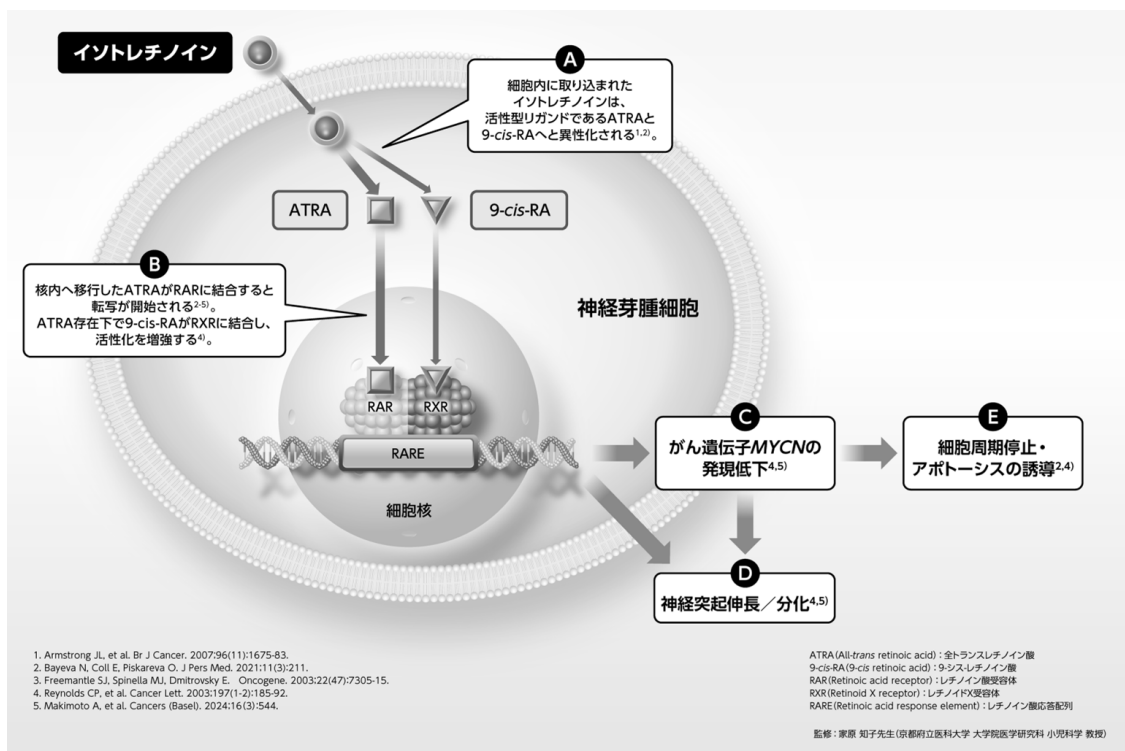 イソトレチノイン
A
細胞内に取り込まれた
イソトレチノインは、
活性型リガンドであるATRAと
9-cis-RAへと異性化される1,2)。
ATRA
9-cis-RA
B
核内へ移行したATRAがRARに結合すると
転写が開始される2-5)。
ATRA存在下で9-cis-RAがRXRに結合し、
活性化を増強する4)。
神経芽腫細胞
RAR
RXR
RARE
細胞核
C
がん遺伝子MYCNの
発現低下4,5)
E
細胞周期停止・
アポトーシスの誘導2,4)
D
神経突起伸長/分化4,5)
1. Armstrong JL, et al. Br J Cancer. 2007:96(11):1675-83.
2. Bayeva N, Coll E, Piskareva O. J Pers Med. 2021:11(3):211.
3. Freemantle SJ, Spinella MJ, Dmitrovsky E. Oncogene. 2003:22(47):7305-15.
4. Reynolds CP, et al. Cancer Lett. 2003:197(1-2):185-92.
5. Makimoto A, et al. Cancers (Basel). 2024:16(3):544.
ATRA(All-trans retinoic acid):全トランスレチノイン酸
9-cis-RA(9-cis retinoic acid):9-シス-レチノイン酸
RAR(Retinoic acid receptor):レチノイン酸受容体
RXR(Retinoid X receptor):レチノイドX受容体
RARE(Retinoic acid response element):レチノイン酸応答配列
監修:家原 知子先生(京都府立医科大学 大学院医学研究科 小児科学 教授)